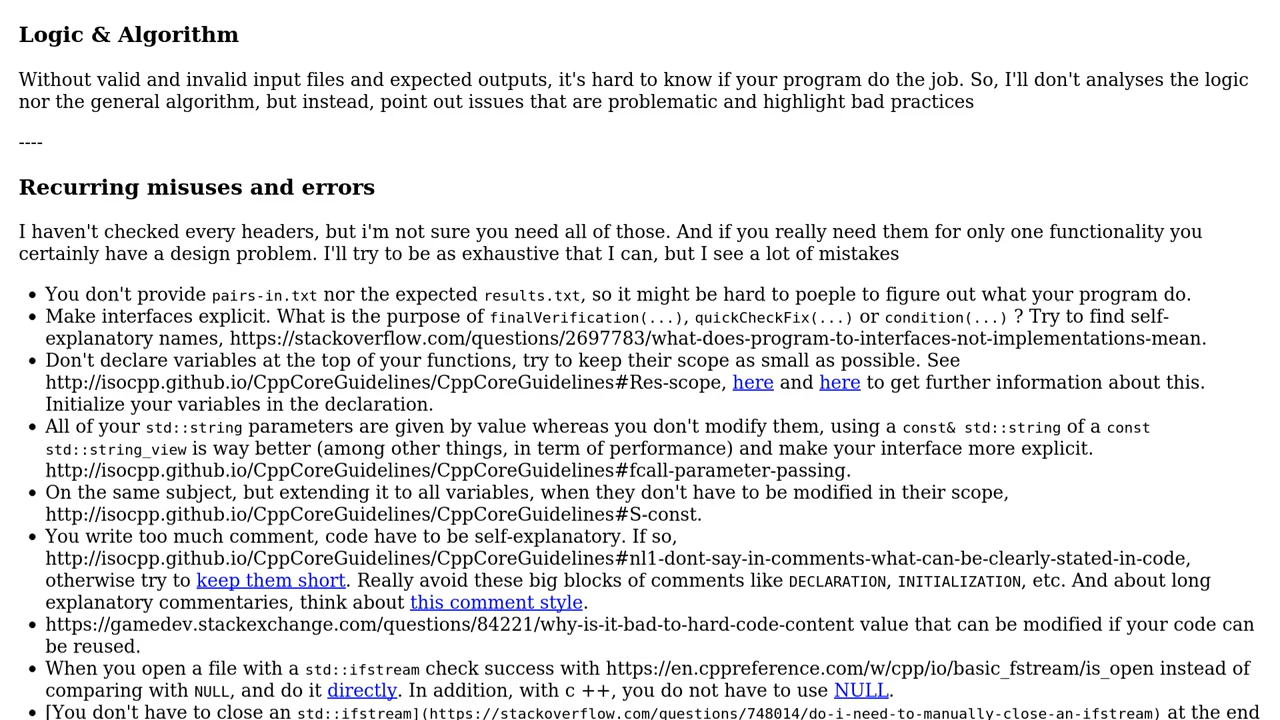 Logic & Algorithm
Without valid and invalid input files and expected outputs, it's hard to know if your program do the job. So, I'll don't analyses the logic
nor the general algorithm, but instead, point out issues that are problematic and highlight bad practices
----
Recurring misuses and errors
I haven't checked every headers, but i'm not sure you need all of those. And if you really need them for only one functionality you
certainly have a design problem. I'll try to be as exhaustive that I can, but I see a lot of mistakes
• You don't provide pairs-in.txt nor the expected results.txt, so it might be hard to poeple to figure out what your program do.
• Make interfaces explicit. What is the purpose of finalVerification(...), quickCheckFix(...) or condition(...) ? Try to find self-
explanatory names, https://stackoverflow.com/questions/2697783/what-does-program-to-interfaces-not-implementations-mean.
• Don't declare variables at the top of your functions, try to keep their scope as small as possible. See
http://isocpp.github.io/CppCoreGuidelines/CppCoreGuidelines#Res-scope, here and here to get further information about this.
Initialize your variables in the declaration.
• All of your std::string parameters are given by value whereas you don't modify them, using a const& std::string of a const
std::string_view is way better (among other things, in term of performance) and make your interface more explicit.
http://isocpp.github.io/CppCoreGuidelines/CppCoreGuidelines#fcall-parameter-passing.
• On the same subject, but extending it to all variables, when they don't have to be modified in their scope,
http://isocpp.github.io/CppCoreGuidelines/CppCoreGuidelines#S-const.
• You write too much comment, code have to be self-explanatory. If so,
http://isocpp.github.io/CppCoreGuidelines/CppCoreGuidelines#nl1-dont-say-in-comments-what-can-be-clearly-stated-in-code,
otherwise try to keep them short. Really avoid these big blocks of comments like DECLARATION, INITIALIZATION, etc. And about long
explanatory commentaries, think about this comment style.
• https://gamedev.stackexchange.com/questions/84221/why-is-it-bad-to-hard-code-content value that can be modified if your code can
be reused.
• When you open a file with a std::ifstream check success with https://en.cppreference.com/w/cpp/io/basic_fstream/is_open instead of
comparing with NULL, and do it directly. In addition, with c ++, you do not have to use NULL.
• [You don't have to close an std::ifstream](https://stackoverflow.com/questions/748014/do-i-need-to-manually-close-an-ifstream) at the end